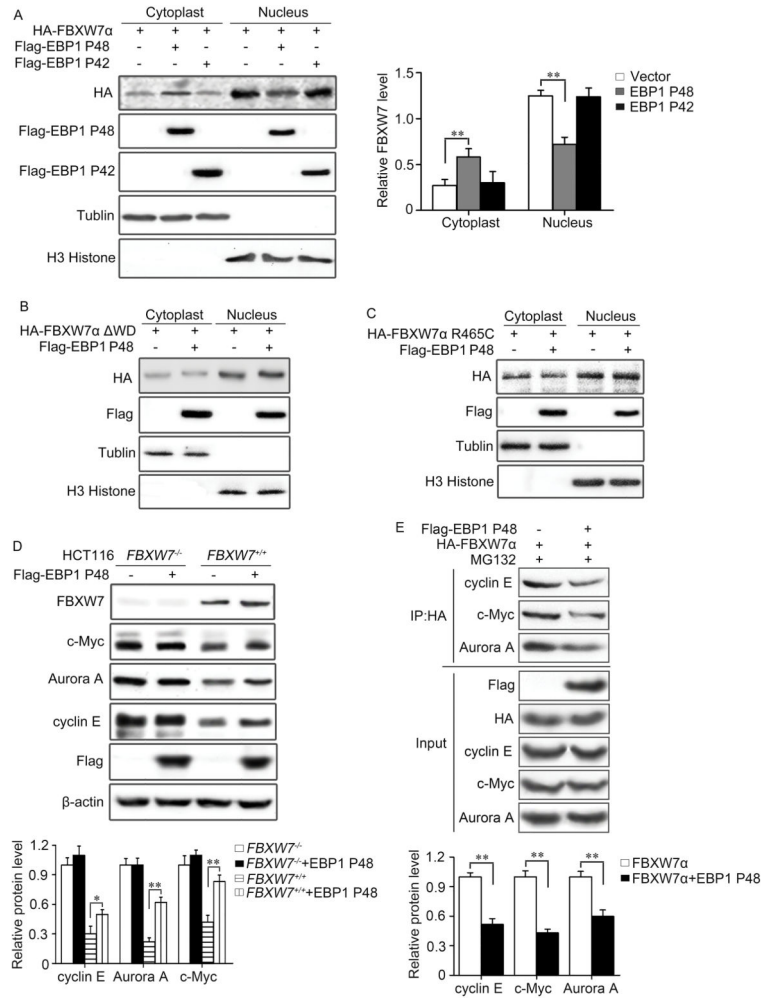 A
Cytoplast Nucleus
HA-FBXW7α + + + + + +
Flag-EBP1 P48 - + - - + -
Flag-EBP1 P42 - - + - - +
HA
Flag-EBP1 P48
Flag-EBP1 P42
Tublin
H3 Histone
Relative FBXW7 level
1.5
1.0
0.5
0
** **
Vector
EBP1 P48
EBP1 P42
Cytoplast Nucleus
B
Cytoplast Nucleus
HA-FBXW7α ΔWD + + + +
Flag-EBP1 P48 - + - +
HA
Flag
Tublin
H3 Histone
C
Cytoplast Nucleus
HA-FBXW7α R465C + + + +
Flag-EBP1 P48 - + - +
HA
Flag
Tublin
H3 Histone
D
HCT116 FBXW7-/- FBXW7+/+
Flag-EBP1 P48 - + - +
FBXW7
c-Myc
Aurora A
cyclin E
Flag
β-actin
Relative protein level
1.2
0.9
0.6
0.3
0
* ** **
FBXW7-/-
FBXW7-/-+EBP1 P48
FBXW7+/+
FBXW7+/++EBP1 P48
cyclin E Aurora A c-Myc
E
Flag-EBP1 P48 - +
HA-FBXW7α + +
MG132 + +
IP:HA
cyclin E
c-Myc
Aurora A
Input
Flag
HA
cyclin E
c-Myc
Aurora A
Relative protein level
1.2
0.9
0.6
0.3
0
** ** **
FBXW7α
FBXW7α+EBP1 P48
cyclin E c-Myc Aurora A